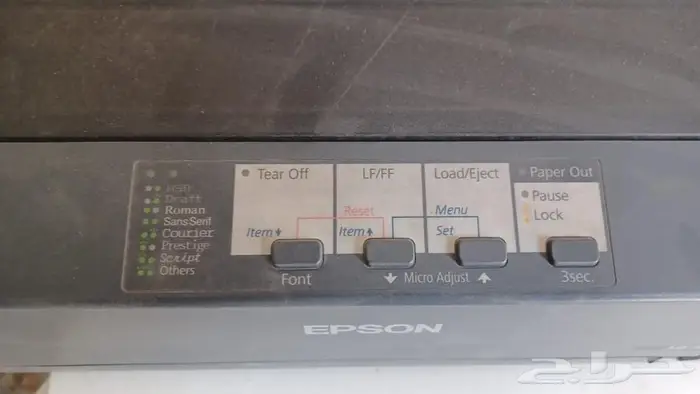 Tear Off
LF/FF
Load/Eject
Paper Out
HSD
Draft
Roman
Sans Serif
Courier
Prestige
Script
Others
Reset
Menu
Item
Item
Set
Pause
Lock
Font
Micro Adjust
3sec.
EPSON
حراج